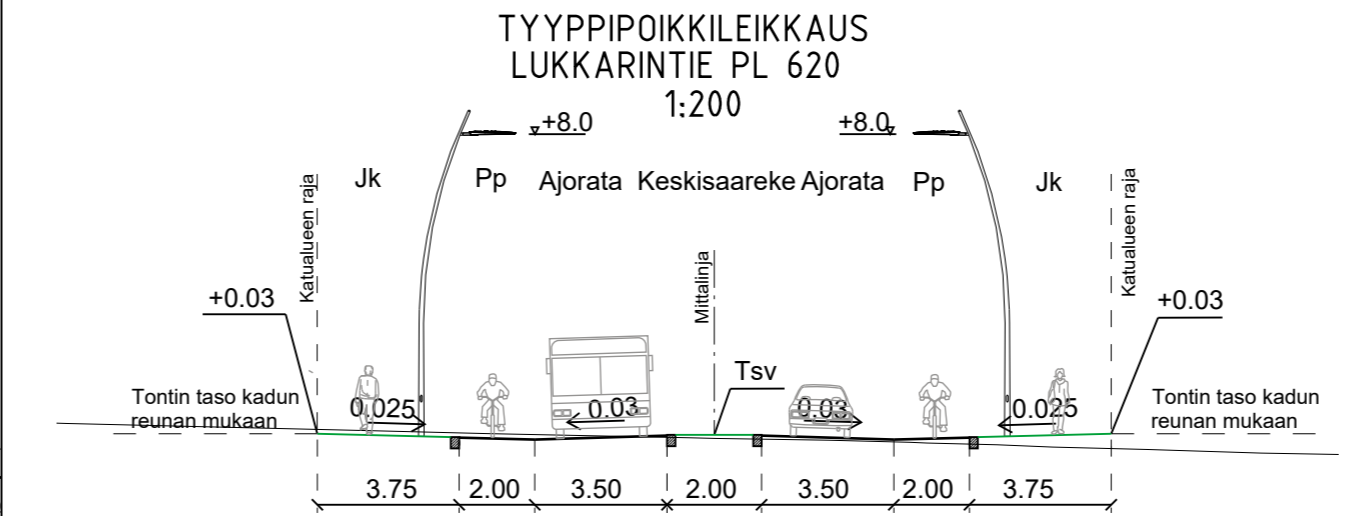 TYYPPIPOIKKILEIKKAUS
LUKKARINTIE PL 620
1:200
+8.0
+8.0
Jk
Pp
Ajorata
Keskisaareke
Ajorata
Pp
Jk
Katualueen raja
Mittalinja
Katualueen raja
+0.03
+0.03
Tsv
Tontin taso kadun
reunan mukaan
0.025
0.03
0.03
0.025
Tontin taso kadun
reunan mukaan
3.75
2.00
3.50
2.00
3.50
2.00
3.75